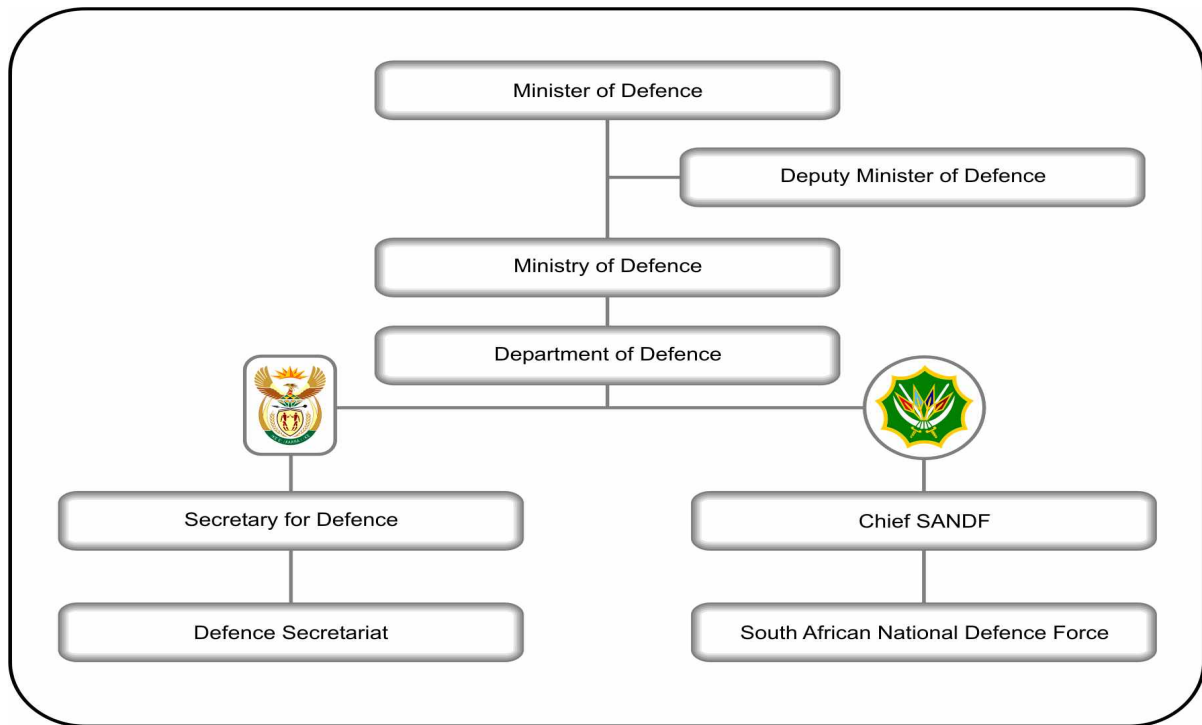 Minister of Defence
Deputy Minister of Defence
Ministry of Defence
Department of Defence
Secretary for Defence
Chief SANDF
Defence Secretariat
South African National Defence Force